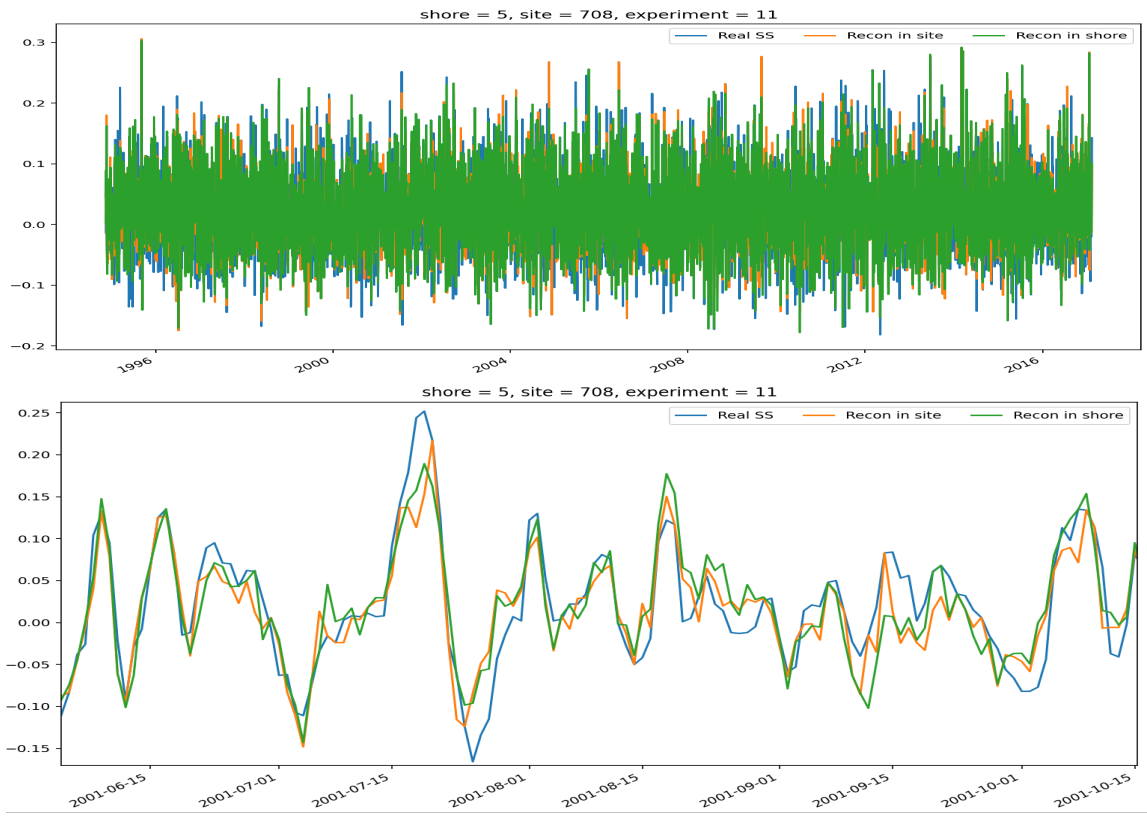 shore = 5, site = 708, experiment = 11
Real SS Recon in site Recon in shore
0.3
0.2
0.1
0.0
−0.1
−0.2
1996 2000 2004 2008 2012 2016
shore = 5, site = 708, experiment = 11
Real SS Recon in site Recon in shore
0.25
0.20
0.15
0.10
0.05
0.00
−0.05
−0.10
−0.15
2001-06-15 2001-07-01 2001-07-15 2001-08-01 2001-08-15 2001-09-01 2001-09-15 2001-10-01 2001-10-15